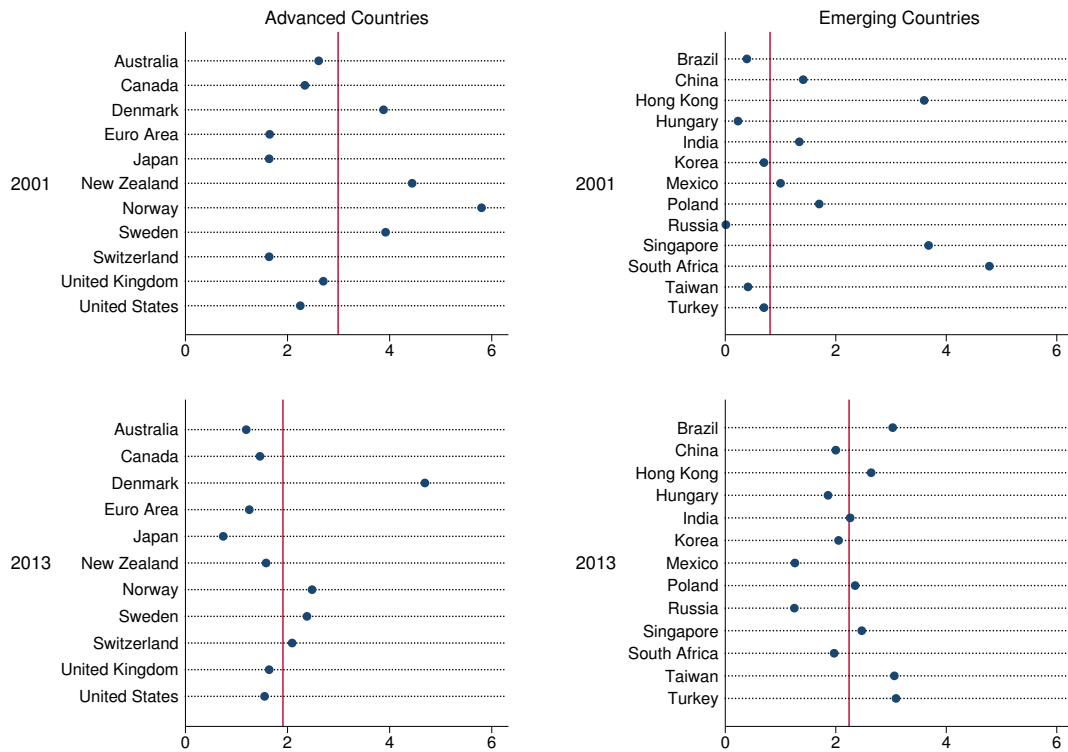 Advanced Countries
2001
Australia
Canada
Denmark
Euro Area
Japan
New Zealand
Norway
Sweden
Switzerland
United Kingdom
United States
0 2 4 6
Emerging Countries
2001
Brazil
China
Hong Kong
Hungary
India
Korea
Mexico
Poland
Russia
Singapore
South Africa
Taiwan
Turkey
0 2 4 6
2013
Australia
Canada
Denmark
Euro Area
Japan
New Zealand
Norway
Sweden
Switzerland
United Kingdom
United States
0 2 4 6
2013
Brazil
China
Hong Kong
Hungary
India
Korea
Mexico
Poland
Russia
Singapore
South Africa
Taiwan
Turkey
0 2 4 6